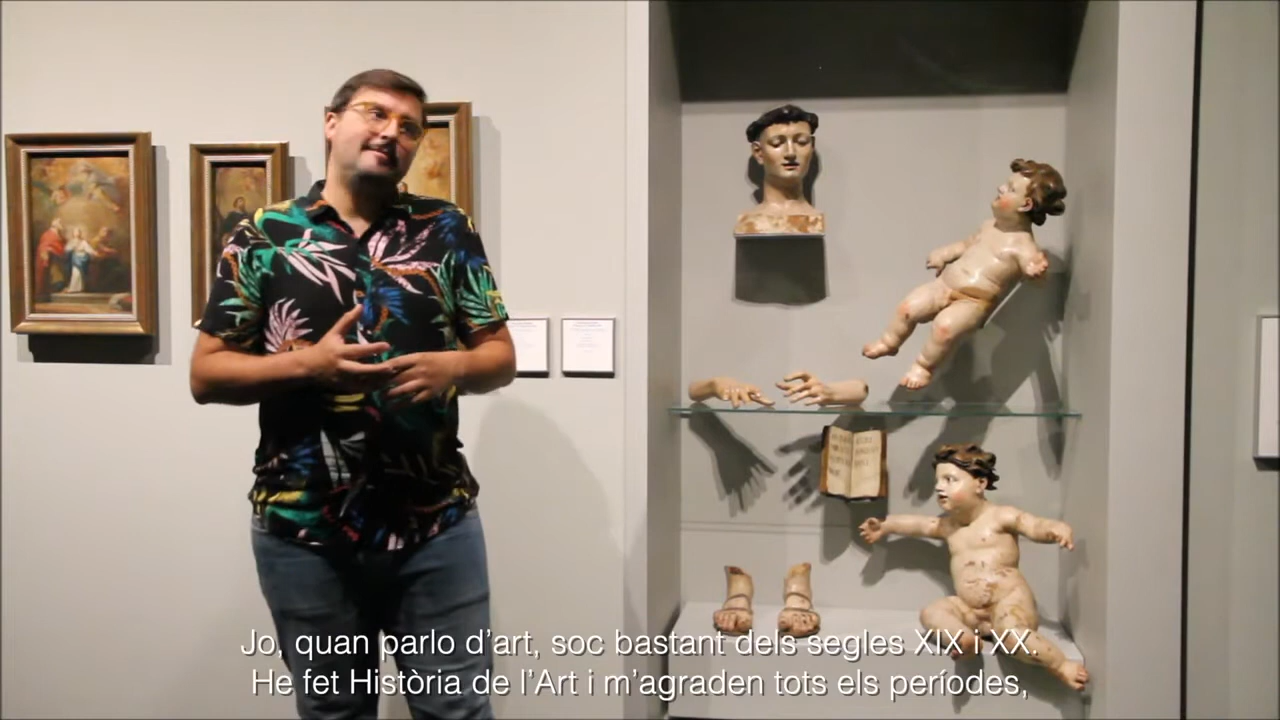 Jo, quan parlo d'art, soc bastant dels segles XIX i XX.
He fet Història de l'Art i m'agraden tots els períodes,